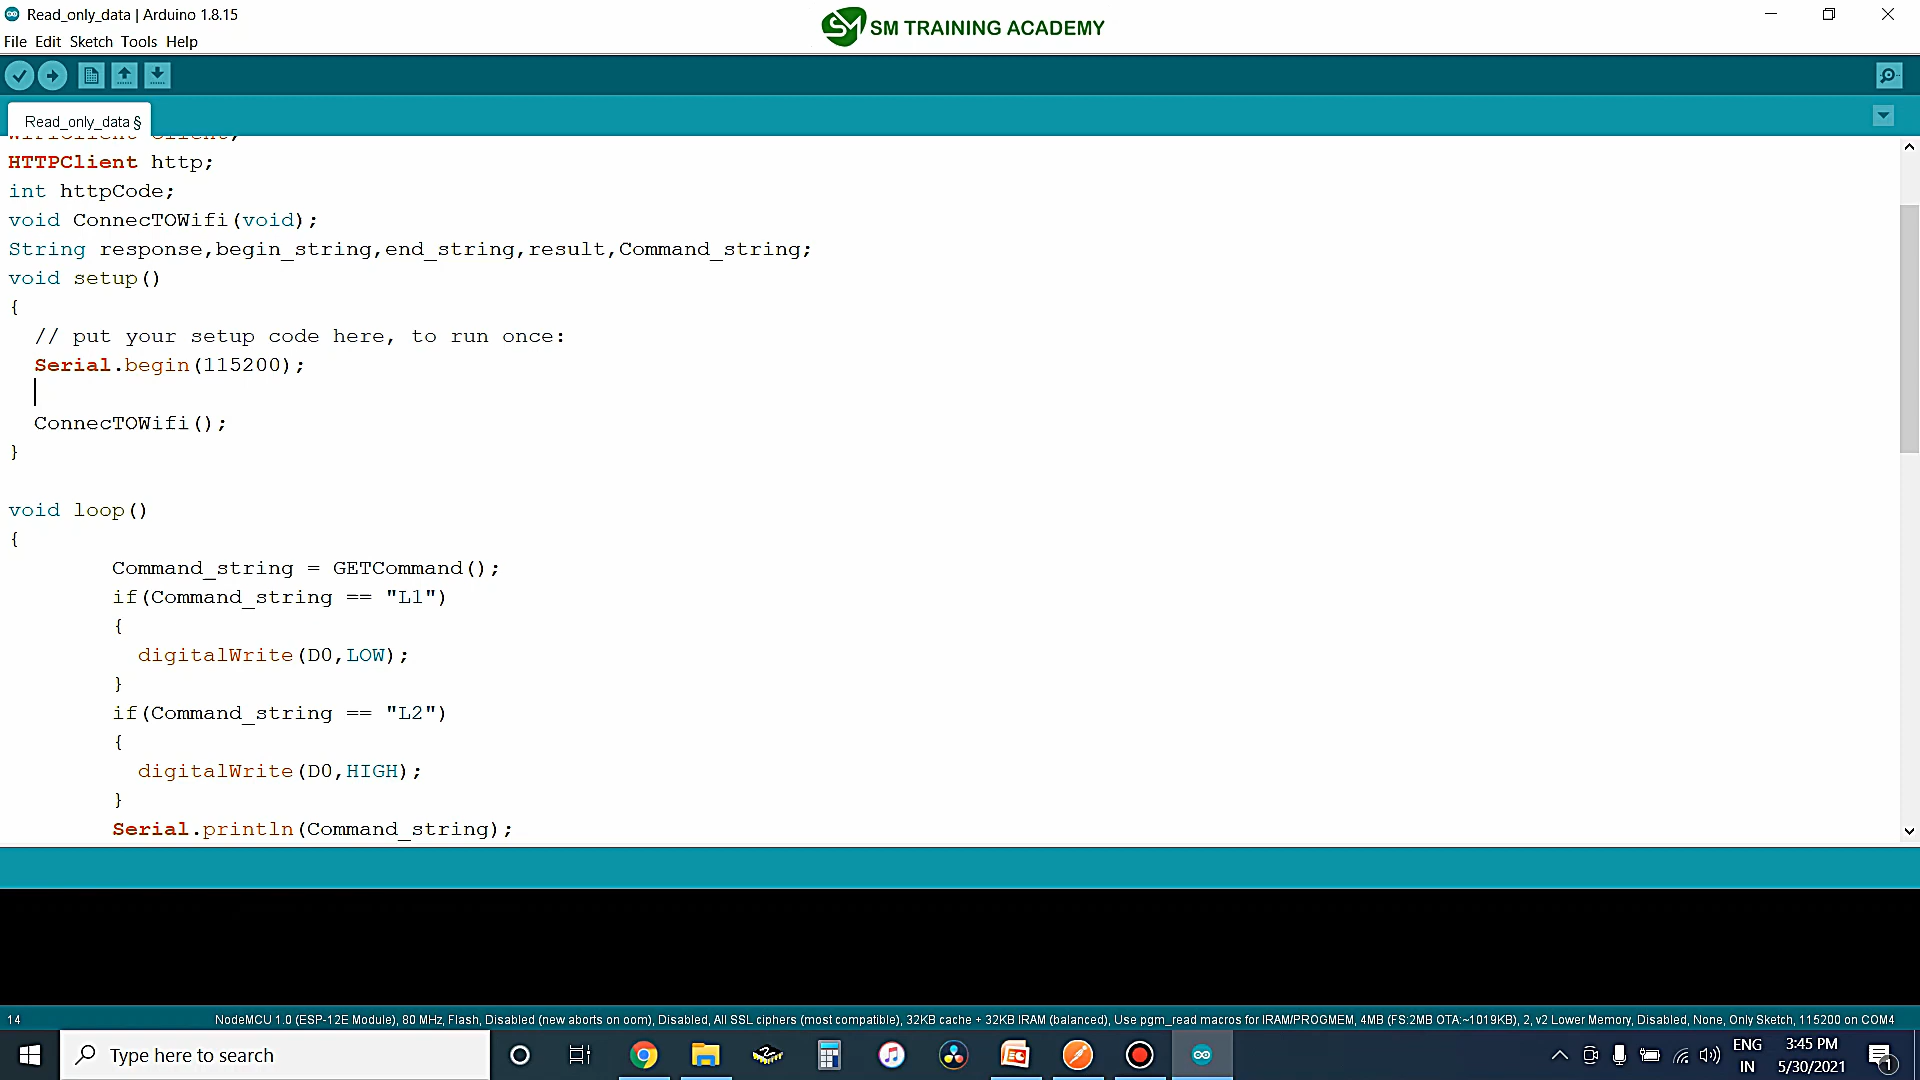 Read_only_data | Arduino 1.8.15
SM TRAINING ACADEMY
File Edit Sketch Tools Help
Read_only_data §
HTTPClient http;
int httpCode;
void ConnecTOWifi(void);
String response,begin_string,end_string,result,Command_string;
void setup()
{
// put your setup code here, to run once:
Serial.begin(115200);
ConnecTOWifi();
}
void loop()
{
Command_string = GETCommand();
if(Command_string == "L1")
{
digitalWrite(D0,LOW);
}
if(Command_string == "L2")
{
digitalWrite(D0,HIGH);
}
Serial.println(Command_string);
14
NodeMCU 1.0 (ESP-12E Module), 80 MHz, Flash, Disabled (new aborts on oom), Disabled, All SSL ciphers (most compatible), 32KB cache + 32KB IRAM (balanced), Use pgm_read macros for IRAM/PROGMEM, 4MB (FS:2MB OTA:~1019KB), 2, v2 Lower Memory, Disabled, None, Only Sketch, 115200 on COM4
Type here to search
ENG
IN
3:45 PM
5/30/2021
1